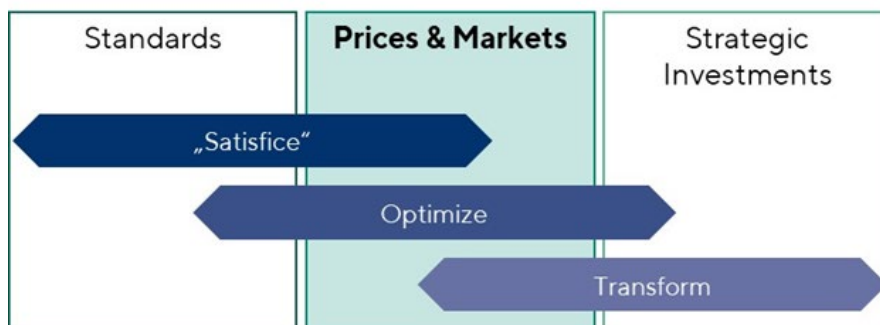 Standards
Prices & Markets
Strategic
Investments
„Satisfice“
Optimize
Transform